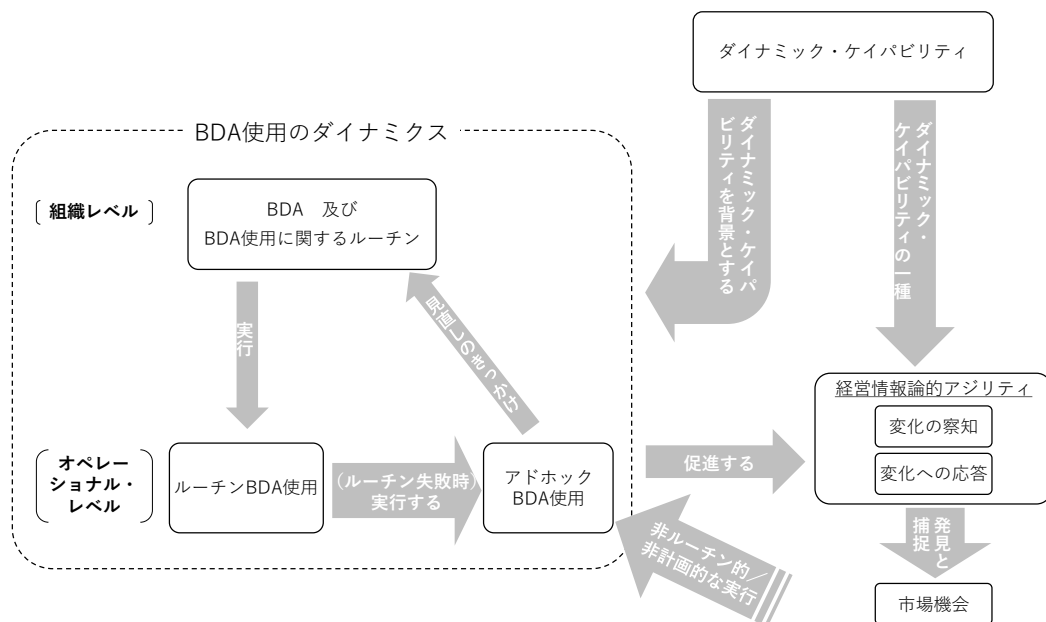 ダイナミック・ケイパビリティ
BDA使用のダイナミクス
ダイナミック・ケイパ
ビリティを背景とする
ダイナミック・
ケイパビリティの一種
〔 組織レベル 〕
BDA　及び
BDA使用に関するルーチン
実行
見直しのきっかけ
経営情報論的アジリティ
変化の察知
変化への応答
オペレー
ショナル・
レベル
ルーチンBDA使用
(ルーチン失敗時)
実行する
アドホック
BDA使用
促進する
非ルーチン的／
非計画的な実行
発見と
捕捉
市場機会